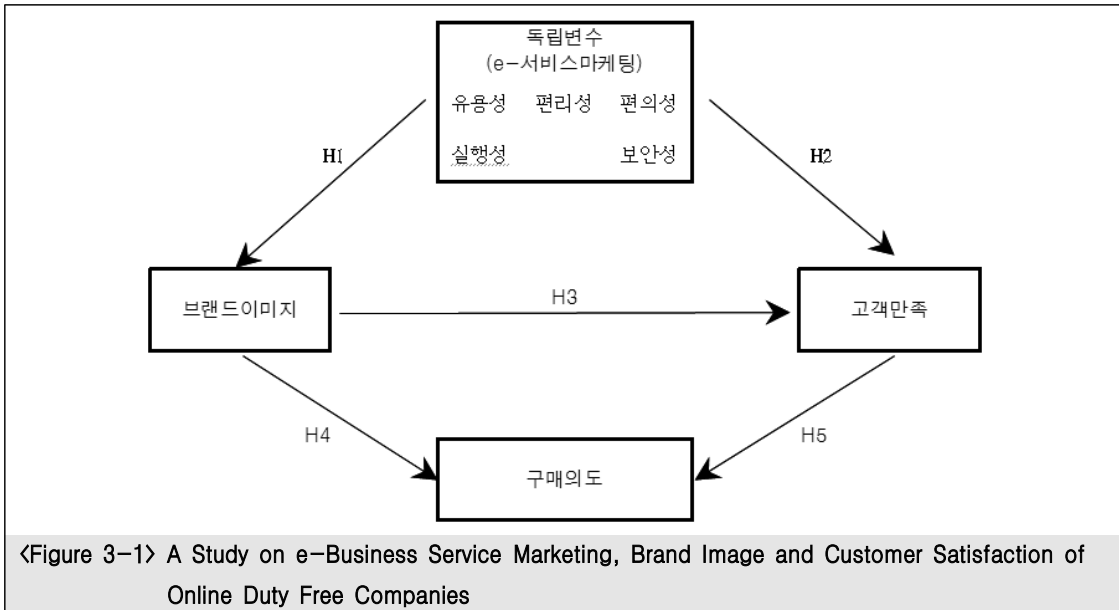 독립변수
(e-서비스마케팅)
유용성 편리성 편의성
실행성 보안성
H1
H2
브랜드이미지
H3
고객만족
H4
H5
구매의도
<Figure 3-1> A Study on e-Business Service Marketing, Brand Image and Customer Satisfaction of
Online Duty Free Companies